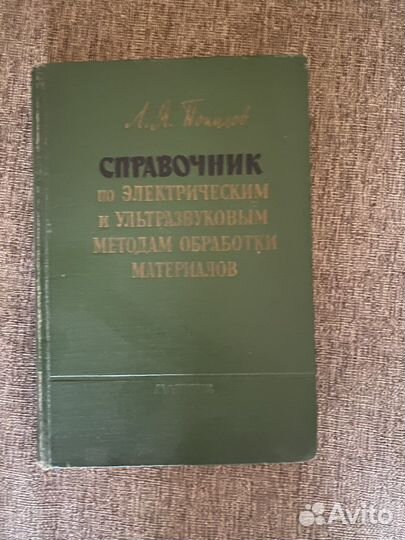 Л. Я. Попилов
СПРАВОЧНИК
ПО ЭЛЕКТРИЧЕСКИМ
И УЛЬТРАЗВУКОВЫМ
МЕТОДАМ ОБРАБОТКИ
МАТЕРИАЛОВ
Avito